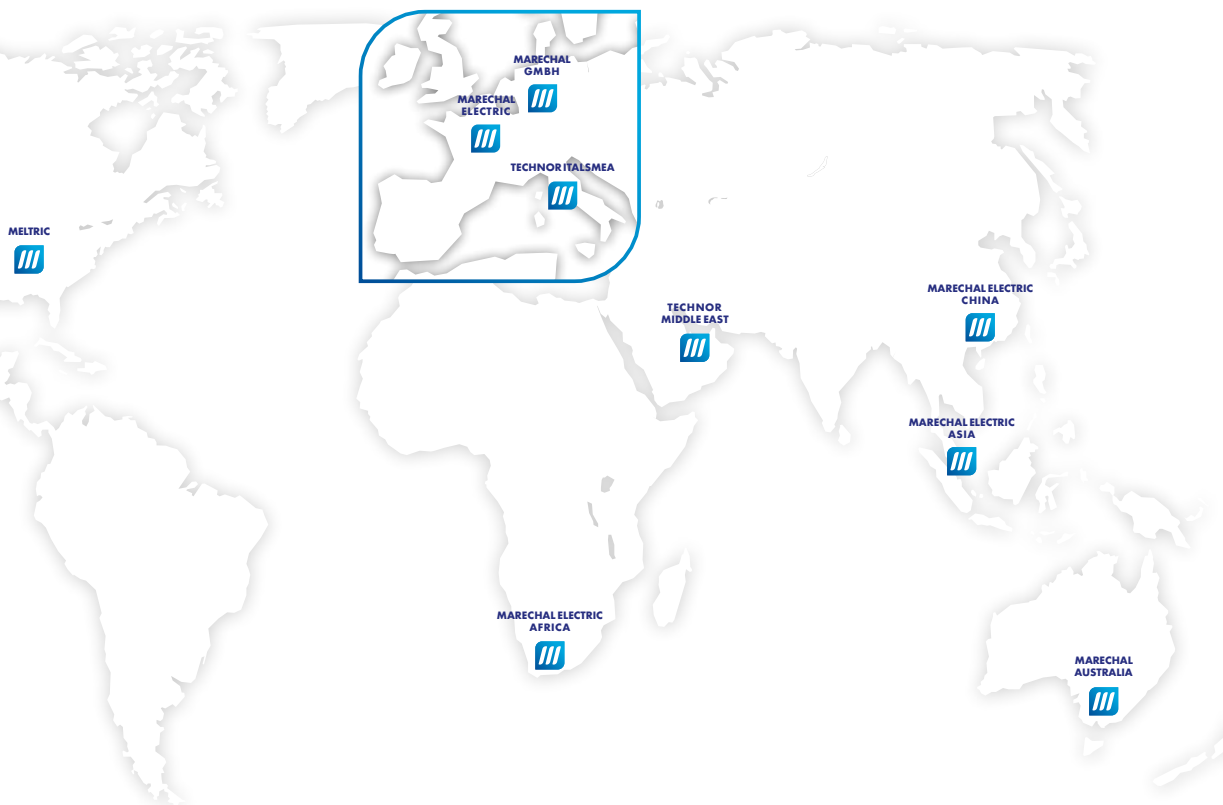 MARECHAL
GMBH
MARECHAL
ELECTRIC
TECHNOR ITALSMEA
MELTRIC
MARECHAL ELECTRIC
CHINA
TECHNOR
MIDDLE EAST
MARECHAL ELECTRIC
ASIA
MARECHAL ELECTRIC
AFRICA
MARECHAL
AUSTRALIA